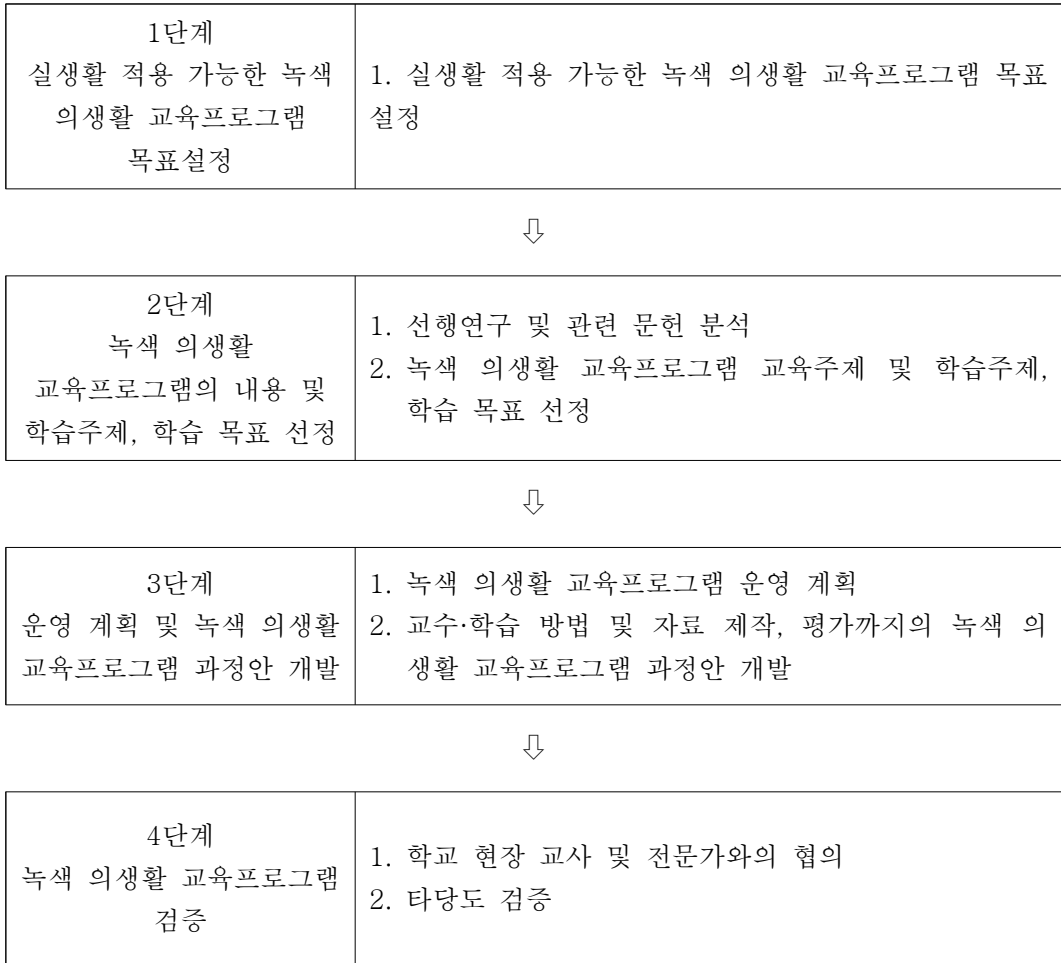 1단계
실생활 적용 가능한 녹색
의생활 교육프로그램
목표설정
1. 실생활 적용 가능한 녹색 의생활 교육프로그램 목표
설정
⇩
2단계
녹색 의생활
교육프로그램의 내용 및
학습주제, 학습 목표 선정
1. 선행연구 및 관련 문헌 분석
2. 녹색 의생활 교육프로그램 교육주제 및 학습주제,
학습 목표 선정
⇩
3단계
운영 계획 및 녹색 의생활
교육프로그램 과정안 개발
1. 녹색 의생활 교육프로그램 운영 계획
2. 교수·학습 방법 및 자료 제작, 평가까지의 녹색 의
생활 교육프로그램 과정안 개발
⇩
4단계
녹색 의생활 교육프로그램
검증
1. 학교 현장 교사 및 전문가와의 협의
2. 타당도 검증